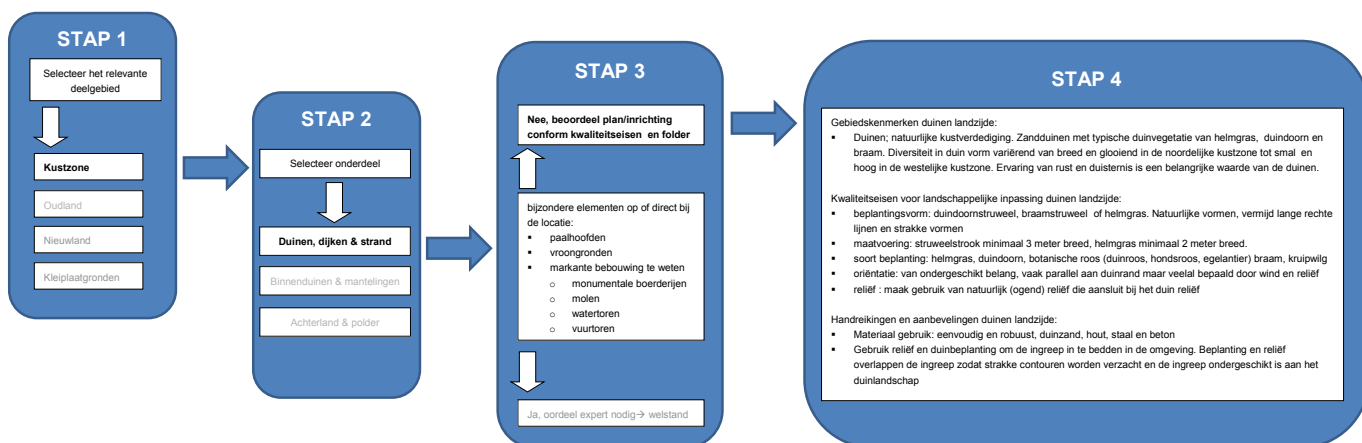 STAP 1
Selecteer het relevante
deelgebied
Kustzone
Oudland
Nieuwland
Kleiplaatgronden
STAP 2
Selecteer onderdeel
Duinen, dijken & strand
Binnenduinen & mantelingen
Achterland & polder
STAP 3
Nee, beoordeel plan/inrichting
conform kwaliteitseisen en folder
bijzondere elementen op of direct bij
de locatie:
▪ paalhoofden
▪ vroongronden
▪ markante bebouwing te weten
o monumentale boerderijen
o molen
o watertoren
o vuurtoren
Ja, oordeel expert nodig→ welstand
STAP 4
Gebiedskenmerken duinen landzijde:
▪ Duinen; natuurlijke kustverdediging. Zandduinen met typische duinvegetatie van helmgras, duindoorn en
braam. Diversiteit in duin vorm variërend van breed en glooiend in de noordelijke kustzone tot smal en
hoog in de westelijke kustzone. Ervaring van rust en duisternis is een belangrijke waarde van de duinen.
Kwaliteitseisen voor landschappelijke inpassing duinen landzijde:
▪ beplantingsvorm: duindoornstruweel, braamstruweel of helmgras. Natuurlijke vormen, vermijd lange rechte
lijnen en strakke vormen
▪ maatvoering: struweelstrook minimaal 3 meter breed, helmgras minimaal 2 meter breed.
▪ soort beplanting: helmgras, duindoorn, botanische roos (duinroos, hondsroos, egelantier) braam, kruipwilg
▪ oriëntatie: van ondergeschikt belang, vaak parallel aan duinrand maar veelal bepaald door wind en reliëf
▪ reliëf : maak gebruik van natuurlijk (ogend) reliëf die aansluit bij het duin reliëf
Handreikingen en aanbevelingen duinen landzijde:
▪ Materiaal gebruik: eenvoudig en robuust, duinzand, hout, staal en beton
▪ Gebruik reliëf en duinbeplanting om de ingreep in te bedden in de omgeving. Beplanting en reliëf
overlappen de ingreep zodat strakke contouren worden verzacht en de ingreep ondergeschikt is aan het
duinlandschap